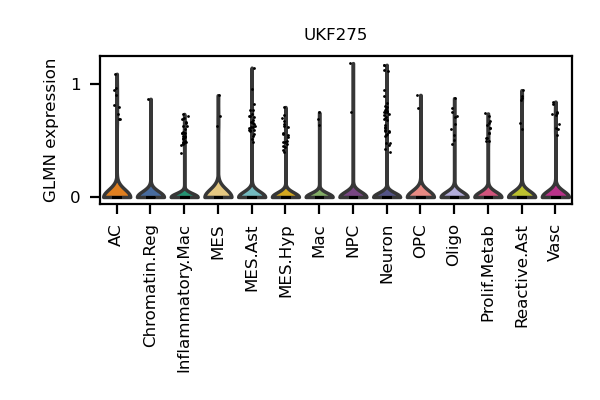 UKF275
GLMN expression
1
0
AC
Chromatin.Reg
Inflammatory.Mac
MES
MES.Ast
MES.Hyp
Mac
NPC
Neuron
OPC
Oligo
Prolif.Metab
Reactive.Ast
Vasc